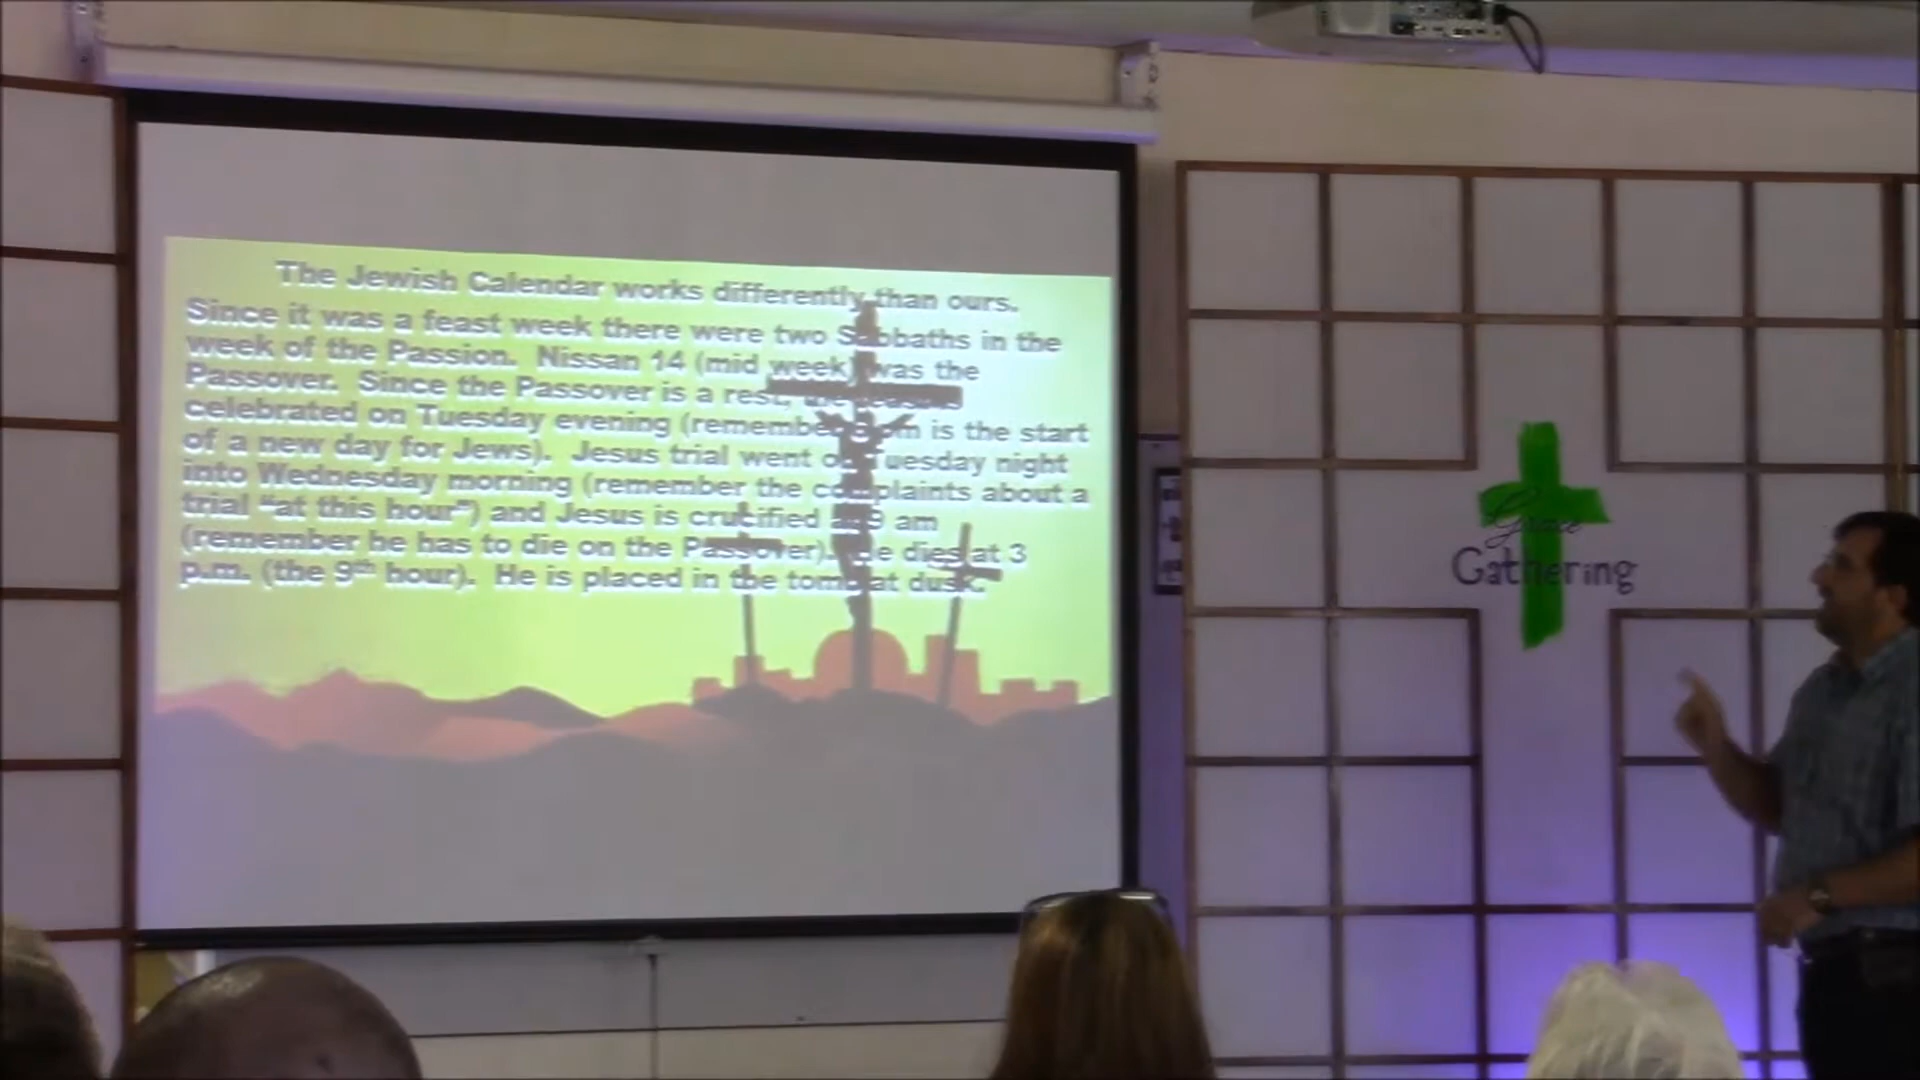 The Jewish Calendar works differently than ours.
Since it was a feast week there were two Sabbaths in the
week of the Passion. Nissan 14 (mid week) was the
Passover. Since the Passover is a rest,
celebrated on Tuesday evening (remember is the start
of a new day for Jews). Jesus trial went on Tuesday night
into Wednesday morning (remember the complaints about a
trial "at this hour") and Jesus is crucified at 9 am
(remember he has to die on the Passover). He dies at 3
p.m. (the 9th hour). He is placed in the tomb at dusk.
Grace
Gathering